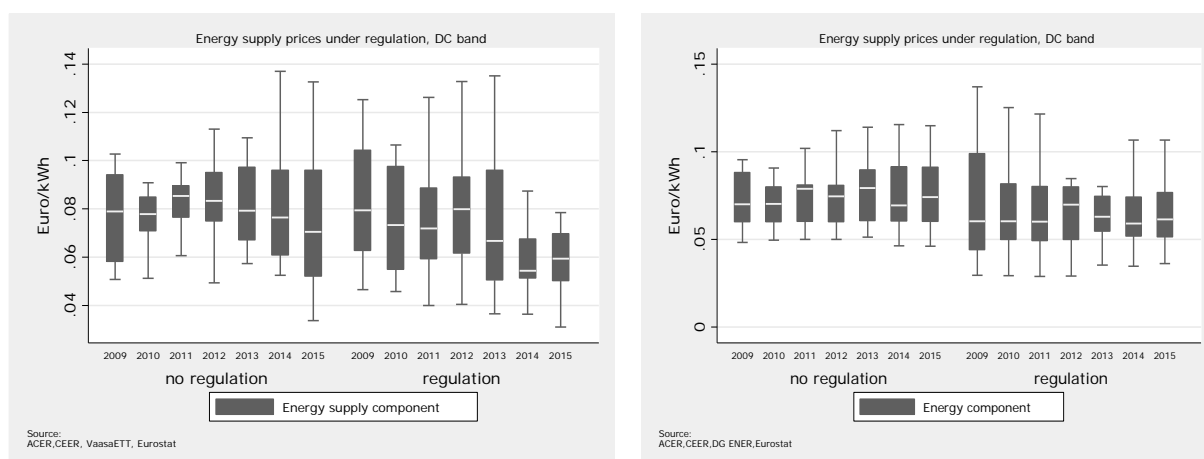 Energy supply prices under regulation, DC band
Euro/kWh
.14
.12
.1
.08
.06
.04
2009 2010 2011 2012 2013 2014 2015 2009 2010 2011 2012 2013 2014 2015
no regulation regulation
Energy supply component
Source:
ACER,CEER, VaasaETT, Eurostat
Energy supply prices under regulation, DC band
Euro/kWh
.15
.1
.05
0
2009 2010 2011 2012 2013 2014 2015 2009 2010 2011 2012 2013 2014 2015
no regulation regulation
Energy component
Source:
ACER,CEER,DG ENER,Eurostat